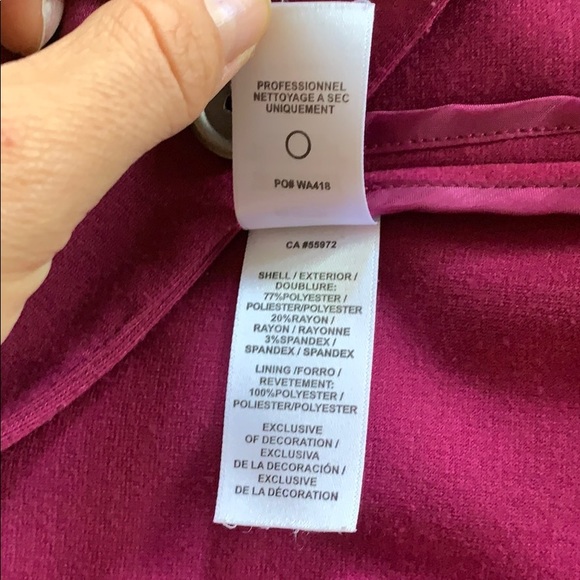 PROFESSIONNEL
NETTOYAGE A SEC
UNIQUEMENT
PO# WA418
CA #55972
SHELL / EXTERIOR /
DOUBLURE:
77%POLYESTER /
POLIESTER/POLYESTER
20%RAYON /
RAYON / RAYONNE
3%SPANDEX /
SPANDEX / SPANDEX
LINING /FORRO /
REVETEMENT:
100%POLYESTER /
POLIESTER/POLYESTER
EXCLUSIVE
OF DECORATION /
EXCLUSIVA
DE LA DECORACIÓN /
EXCLUSIVE
DE LA DÉCORATION